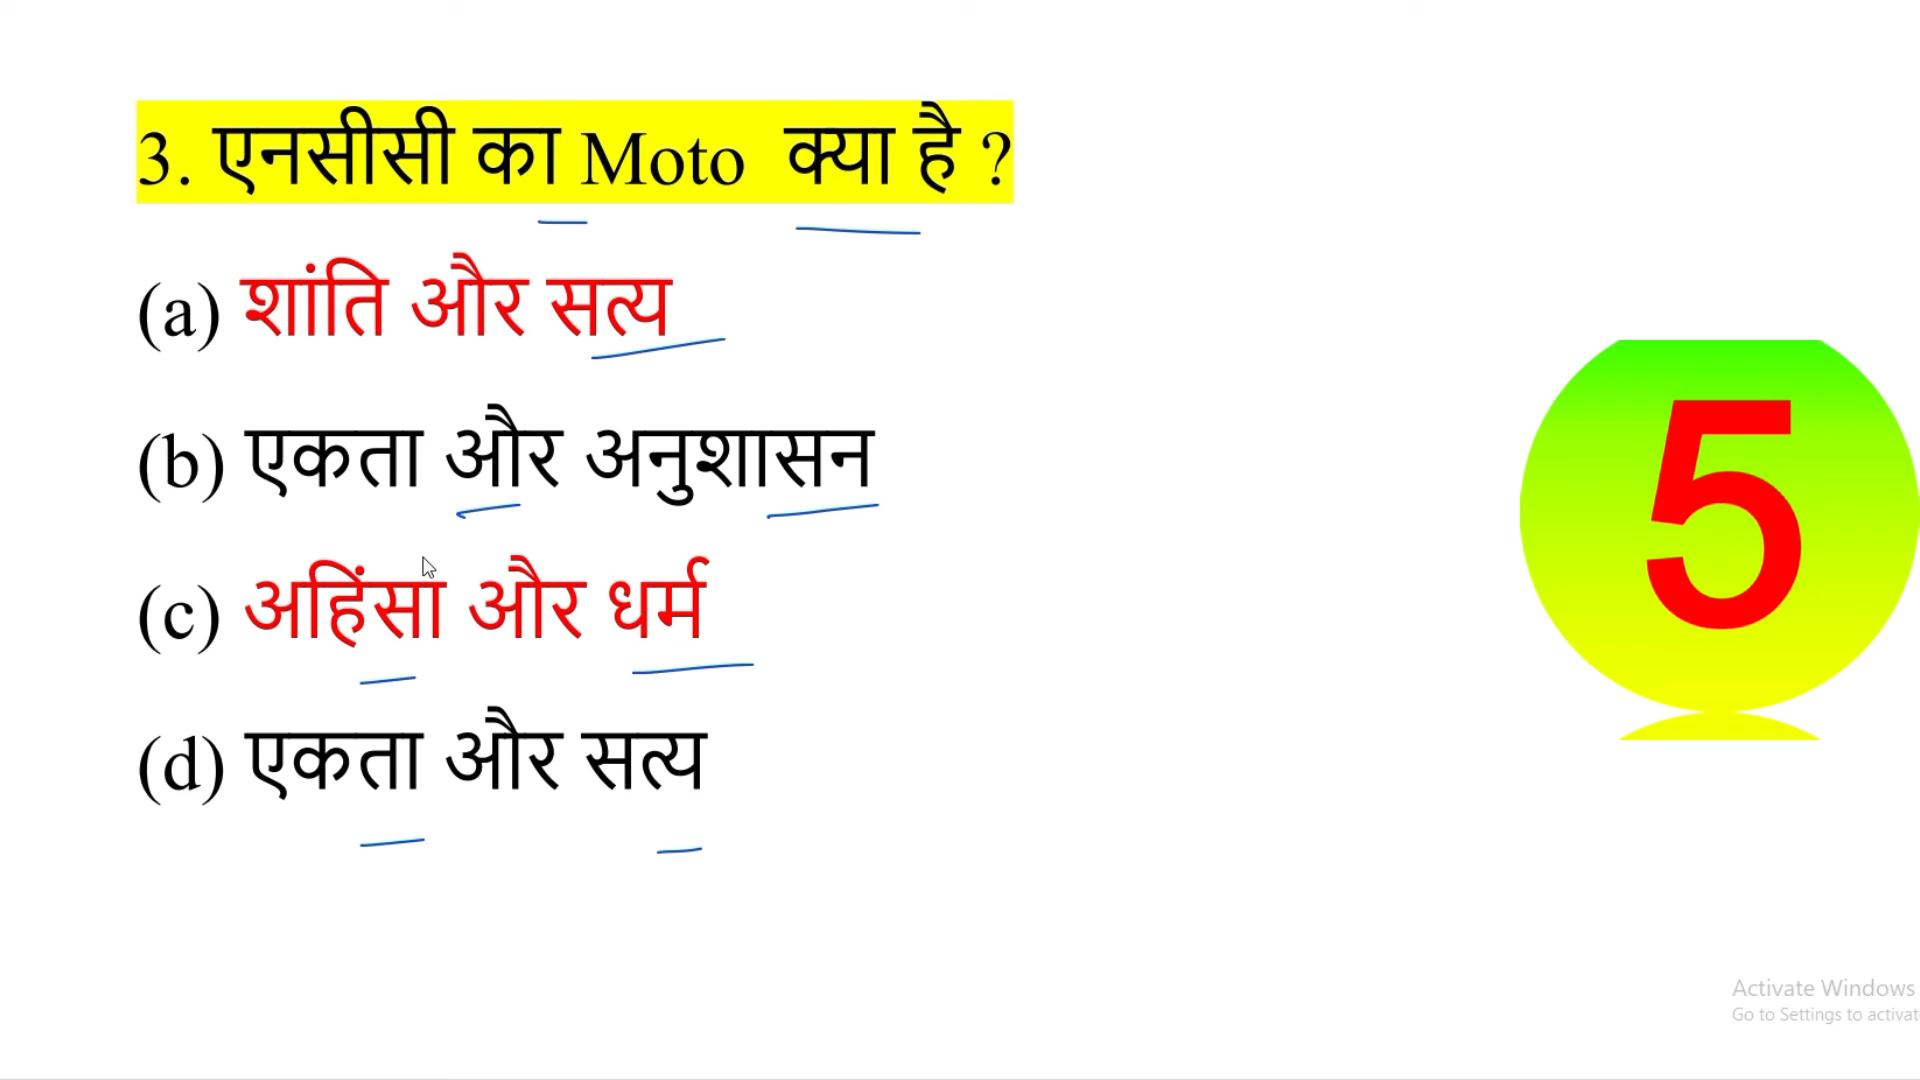 3. एनसीसी का Moto क्या है ?
(a) शांति और सत्य
(b) एकता और अनुशासन
(c) अहिंसा और धर्म
(d) एकता और सत्य
5
Activate Windows
Go to Settings to activat